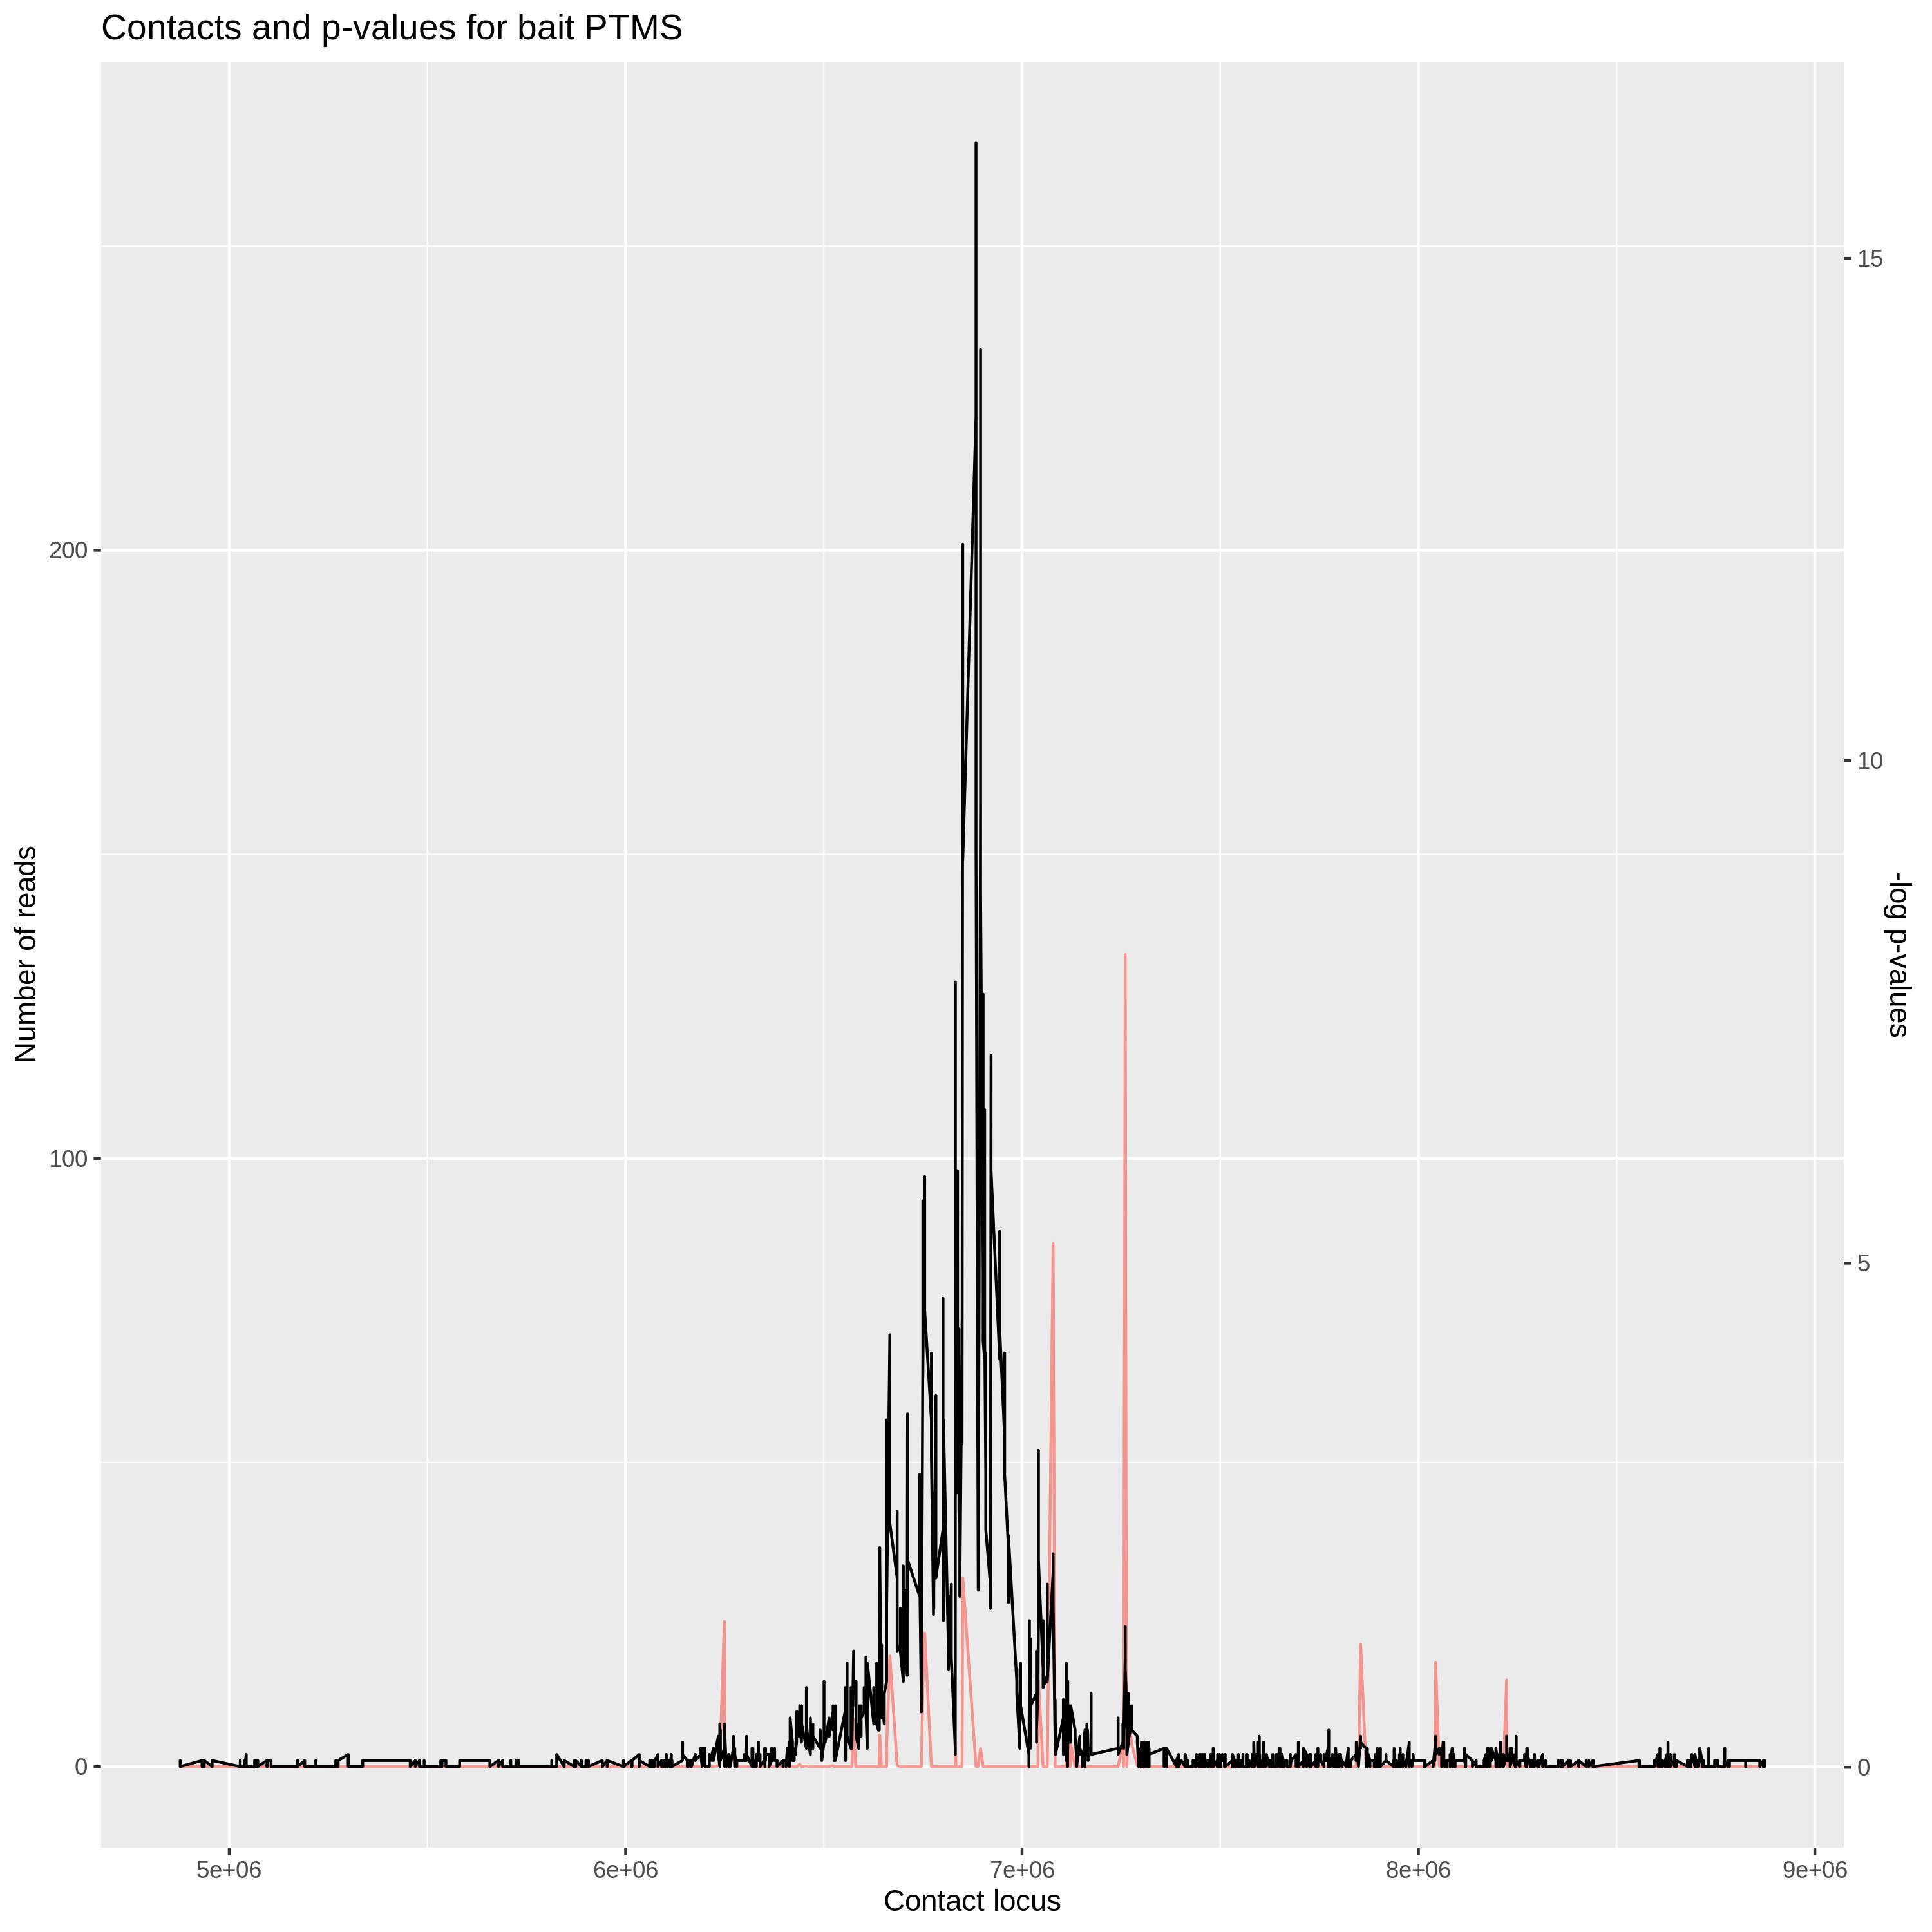 Contacts and p-values for bait PTMS
Number of reads
200
100
0
15
10
5
0
-log p-values
5e+06 6e+06 7e+06 8e+06 9e+06
Contact locus